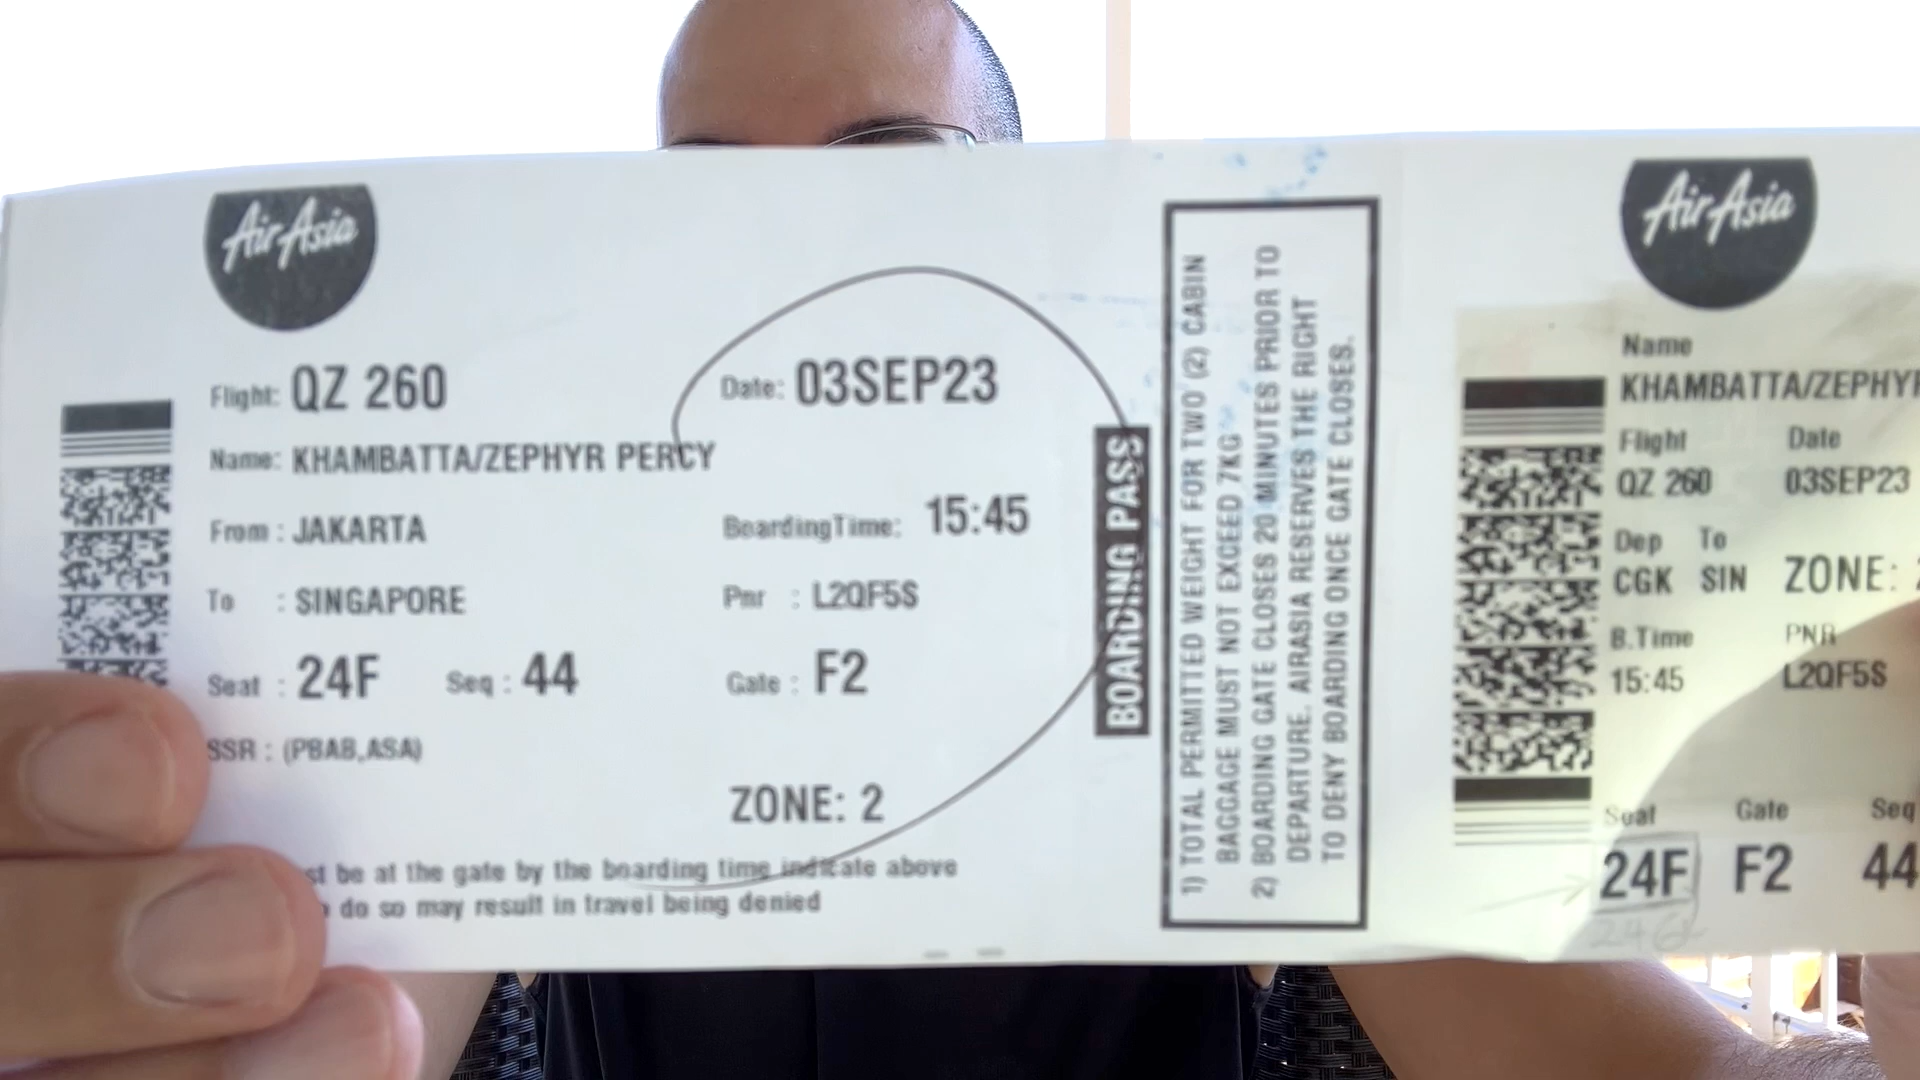 AirAsia
Flight: QZ 260
Date: 03SEP23
Name: KHAMBATTA/ZEPHYR PERCY
From : JAKARTA
BoardingTime: 15:45
To : SINGAPORE
Pnr : L2QF5S
Seat : 24F Seq : 44
Gate : F2
SSR : (PBAB,ASA)
ZONE: 2
be at the gate by the boarding time indicate above
do so may result in travel being denied
BOARDING PASS
1) TOTAL PERMITTED WEIGHT FOR TWO (2) CABIN
BAGGAGE MUST NOT EXCEED 7KG
2) BOARDING GATE CLOSES 20 MINUTES PRIOR TO
DEPARTURE. AIRASIA RESERVES THE RIGHT
TO DENY BOARDING ONCE GATE CLOSES.
AirAsia
Name
KHAMBATTA/ZEPHYR
Flight Date
QZ 260 03SEP23
Dep To
CGK SIN ZONE:
B.Time PNR
15:45 L2QF5S
Seat Gate Seq
24F F2 44